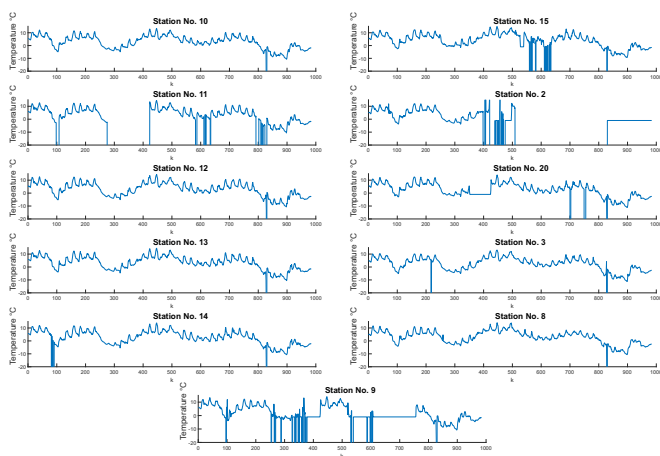 Station No. 10
Temperature °C
10
0
-10
-20
0 100 200 300 400 500 600 700 800 900 1000
k
Station No. 15
Temperature °C
10
0
-10
-20
0 100 200 300 400 500 600 700 800 900 1000
k
Station No. 11
Temperature °C
10
0
-10
-20
0 100 200 300 400 500 600 700 800 900 1000
k
Station No. 2
Temperature °C
10
0
-10
-20
0 100 200 300 400 500 600 700 800 900 1000
k
Station No. 12
Temperature °C
10
0
-10
-20
0 100 200 300 400 500 600 700 800 900 1000
k
Station No. 20
Temperature °C
10
0
-10
-20
0 100 200 300 400 500 600 700 800 900 1000
k
Station No. 13
Temperature °C
10
0
-10
-20
0 100 200 300 400 500 600 700 800 900 1000
k
Station No. 3
Temperature °C
10
0
-10
-20
0 100 200 300 400 500 600 700 800 900 1000
k
Station No. 14
Temperature °C
10
0
-10
-20
0 100 200 300 400 500 600 700 800 900 1000
k
Station No. 8
Temperature °C
10
0
-10
-20
0 100 200 300 400 500 600 700 800 900 1000
k
Station No. 9
Temperature °C
10
0
-10
-20
0 100 200 300 400 500 600 700 800 900 1000
k